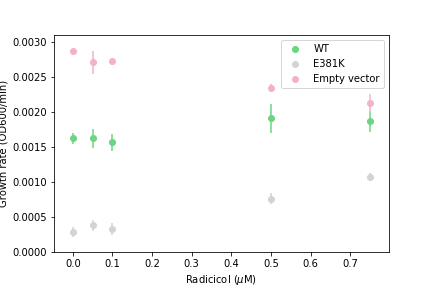 WT
E381K
Empty vector
0.0030
0.0025
0.0020
0.0015
0.0010
0.0005
0.0000
Growth rate (OD600/min)
0.0 0.1 0.2 0.3 0.4 0.5 0.6 0.7
Radicicol (μM)